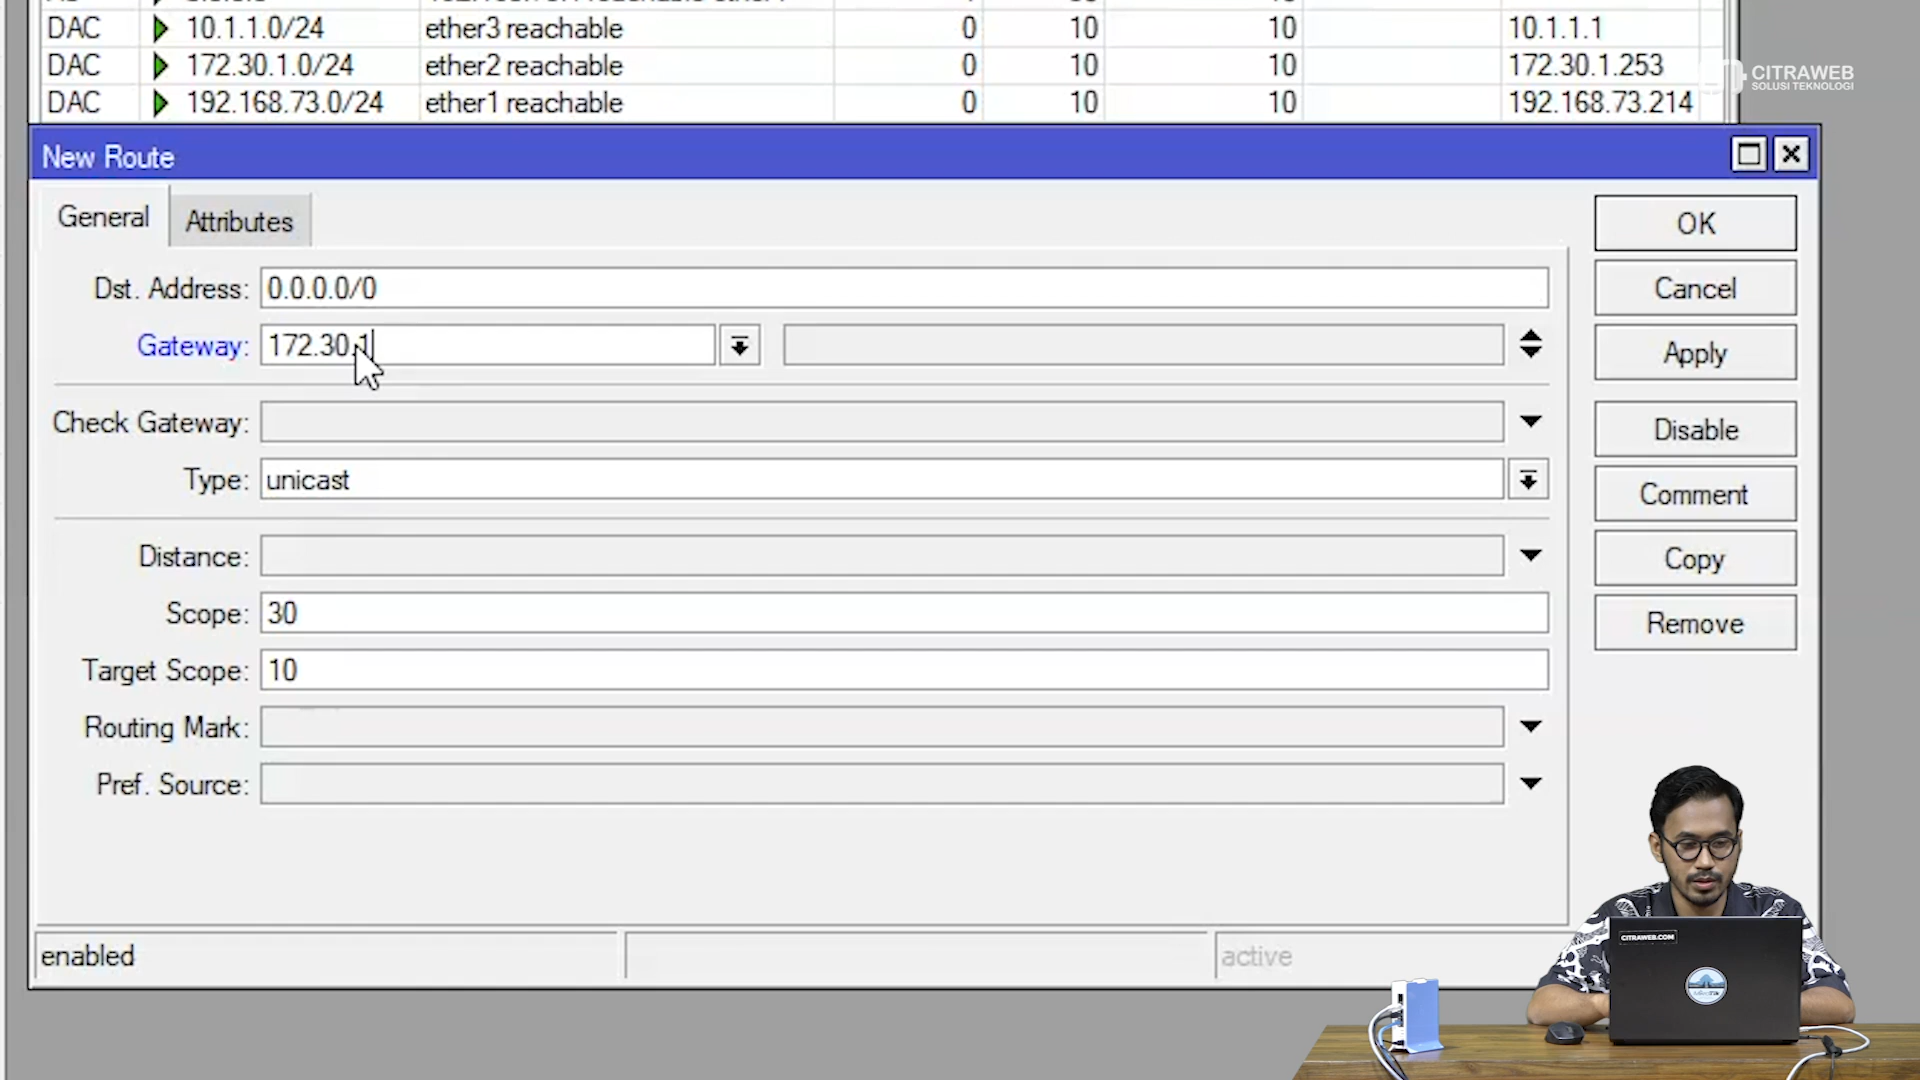 DAC 10.1.1.0/24 ether3 reachable 0 10 10 10.1.1.1
DAC 172.30.1.0/24 ether2 reachable 0 10 10 172.30.1.253
DAC 192.168.73.0/24 ether1 reachable 0 10 10 192.168.73.214
CITRAWEB
SOLUSI TEKNOLOGI
New Route
General Attributes
Dst. Address: 0.0.0.0/0
Gateway: 172.30.1
Check Gateway:
Type: unicast
Distance:
Scope: 30
Target Scope: 10
Routing Mark:
Pref. Source:
OK
Cancel
Apply
Disable
Comment
Copy
Remove
enabled
active
CITRAWEB.COM